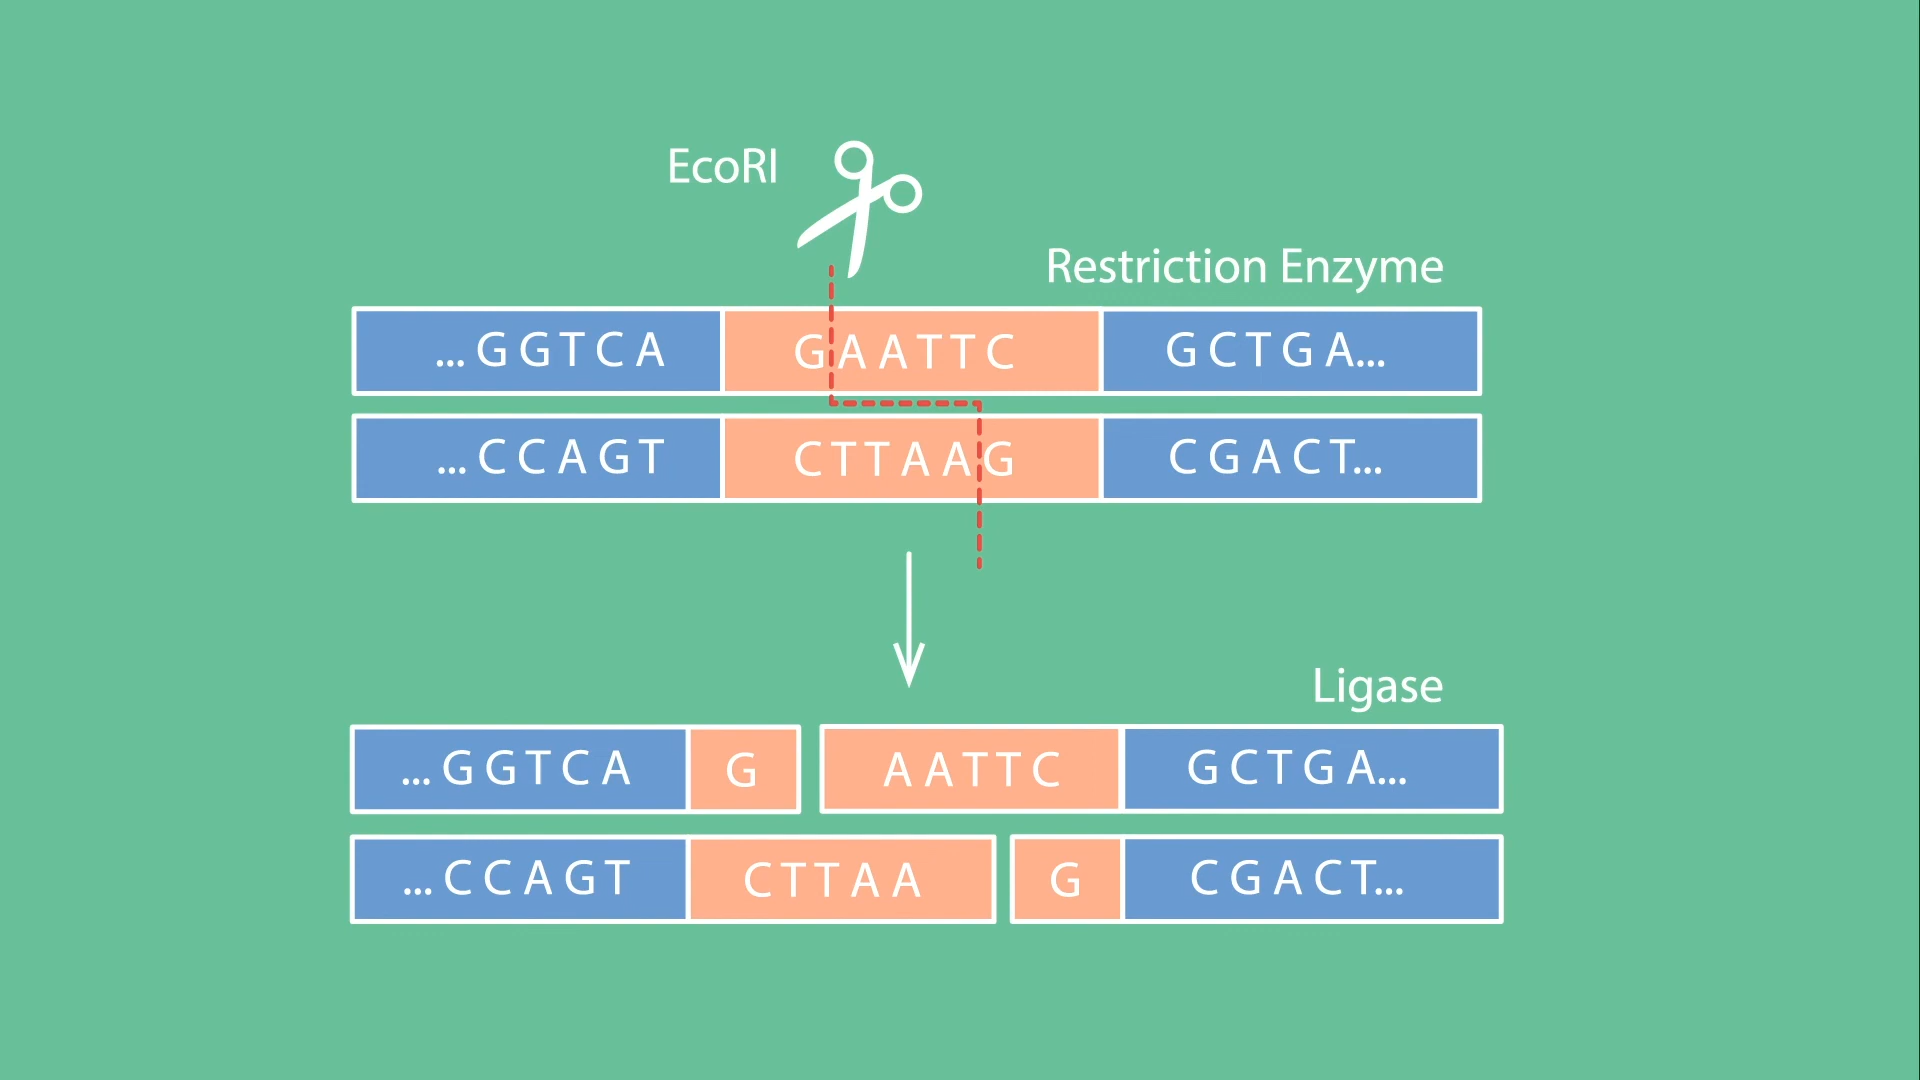 EcoRI
Restriction Enzyme
...GGTCA GAATTC GCTGA...
...CCAGT CTTAAG CGACT...
Ligase
...GGTCA G AATTC GCTGA...
...CCAGT CTTAA G CGACT...